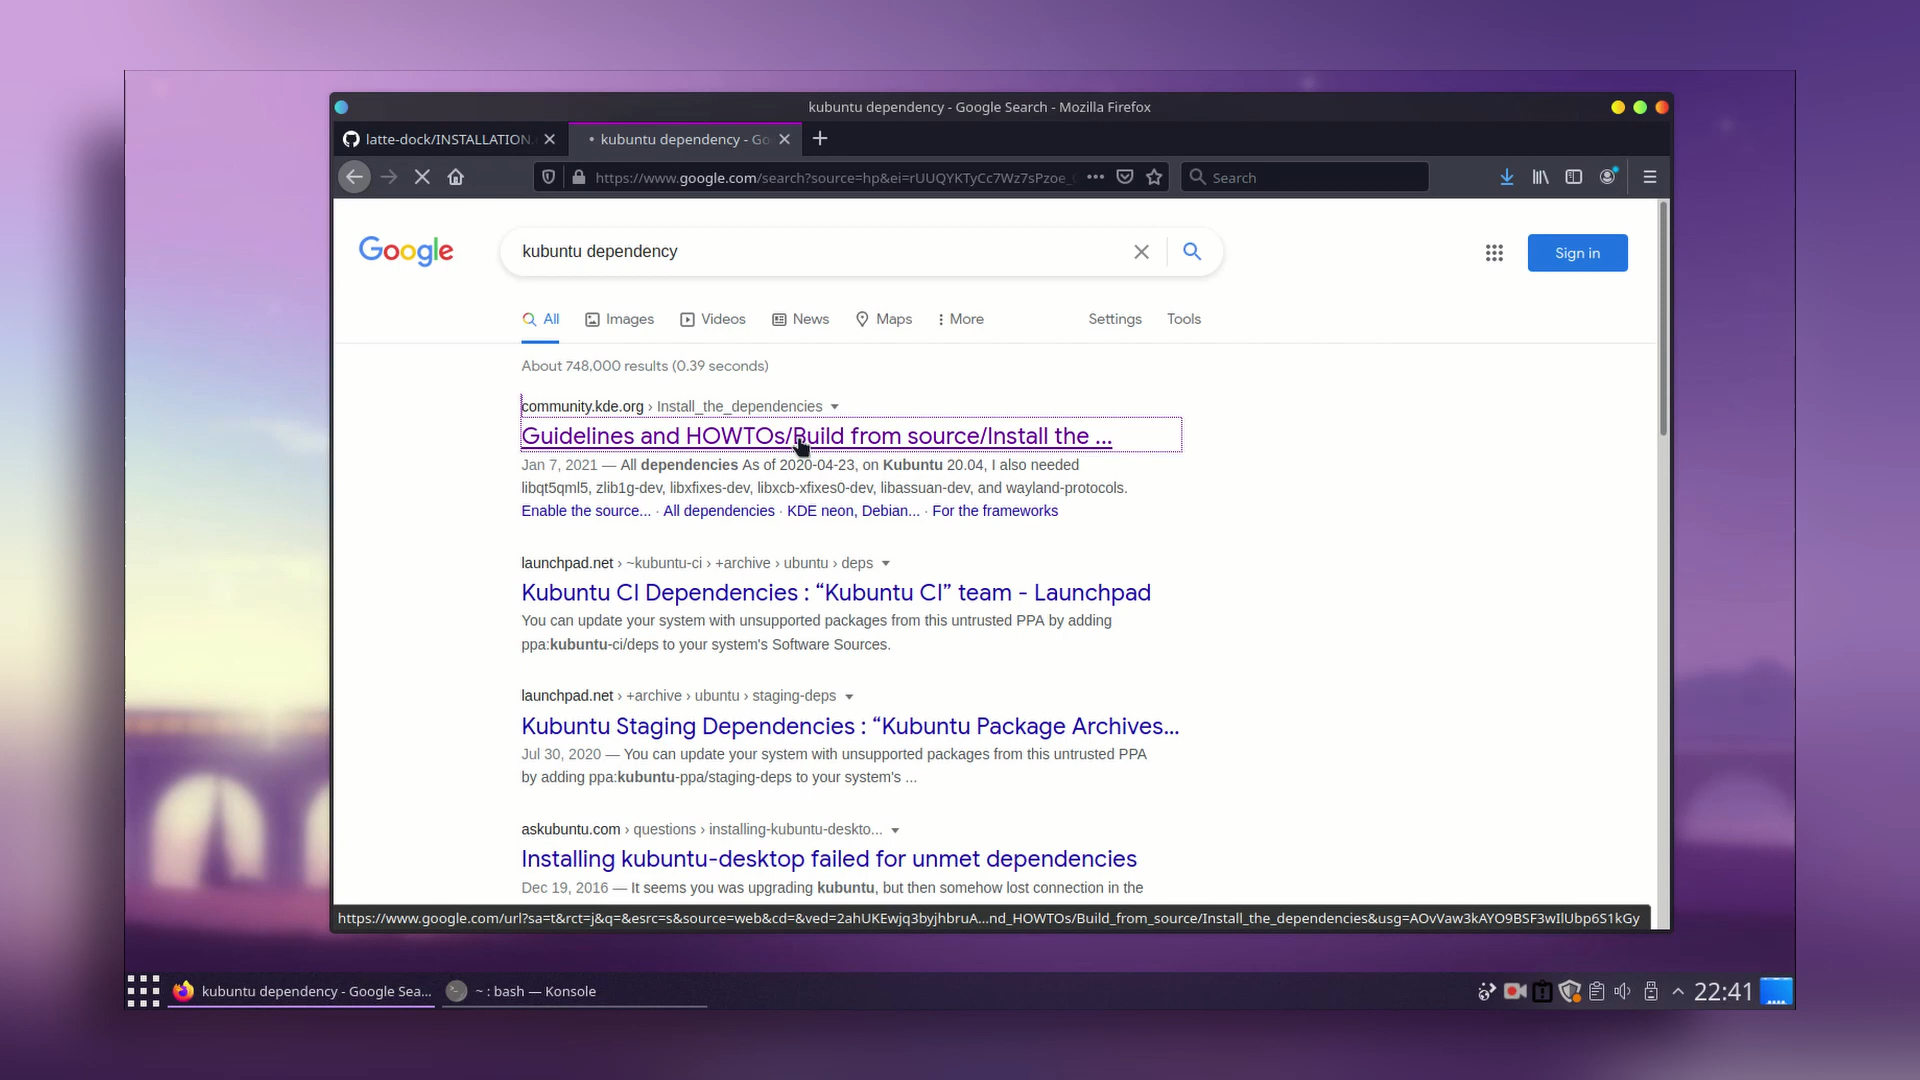 kubuntu dependency - Google Search - Mozilla Firefox
latte-dock/INSTALLATION.
kubuntu dependency - Go
https://www.google.com/search?source=hp&ei=rUUQYKTyCc7Wz7sPzoe_
Search
Google
kubuntu dependency
Sign in
All Images Videos News Maps More Settings Tools
About 748,000 results (0.39 seconds)
community.kde.org › Install_the_dependencies
Guidelines and HOWTOs/Build from source/Install the ...
Jan 7, 2021 — All dependencies As of 2020-04-23, on Kubuntu 20.04, I also needed
libqt5qml5, zlib1g-dev, libxfixes-dev, libxcb-xfixes0-dev, libassuan-dev, and wayland-protocols.
Enable the source... · All dependencies · KDE neon, Debian... · For the frameworks
launchpad.net › ~kubuntu-ci › +archive › ubuntu › deps
Kubuntu CI Dependencies : “Kubuntu CI” team - Launchpad
You can update your system with unsupported packages from this untrusted PPA by adding
ppa:kubuntu-ci/deps to your system's Software Sources.
launchpad.net › +archive › ubuntu › staging-deps
Kubuntu Staging Dependencies : “Kubuntu Package Archives...
Jul 30, 2020 — You can update your system with unsupported packages from this untrusted PPA
by adding ppa:kubuntu-ppa/staging-deps to your system's ...
askubuntu.com › questions › installing-kubuntu-deskto...
Installing kubuntu-desktop failed for unmet dependencies
Dec 19, 2016 — It seems you was upgrading kubuntu, but then somehow lost connection in the
https://www.google.com/url?sa=t&rct=j&q=&esrc=s&source=web&cd=&ved=2ahUKEwjq3byjhbruA...nd_HOWTOs/Build_from_source/Install_the_dependencies&usg=AOvVaw3kAYO9BSF3wIlUbp6S1kGy
kubuntu dependency - Google Sea...
~ : bash — Konsole
22:41